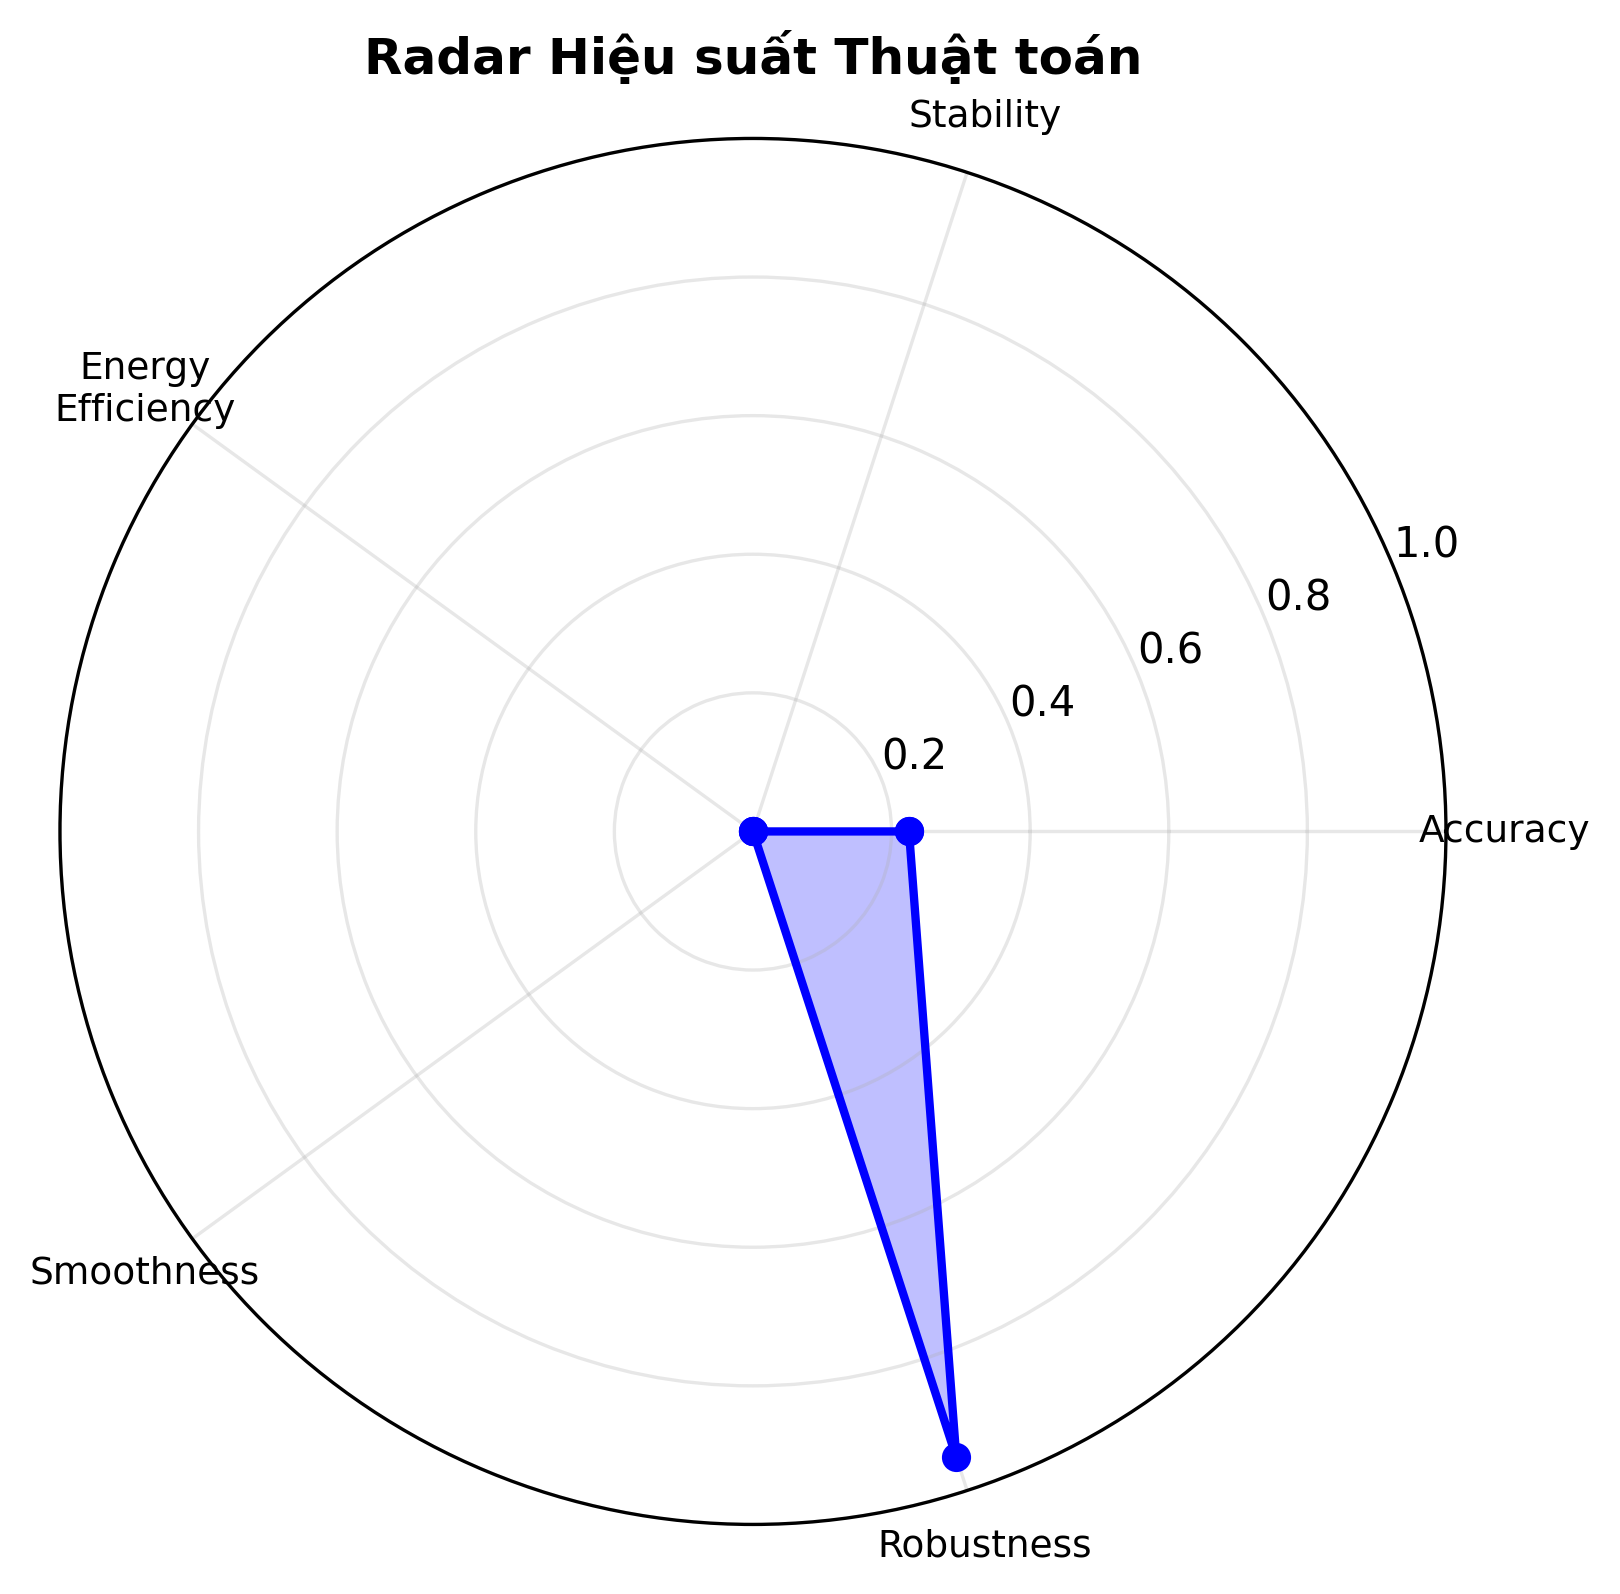 Radar Hiệu suất Thuật toán
Stability
Energy
Efficiency
1.0
0.8
0.6
0.4
0.2
Accuracy
Smoothness
Robustness